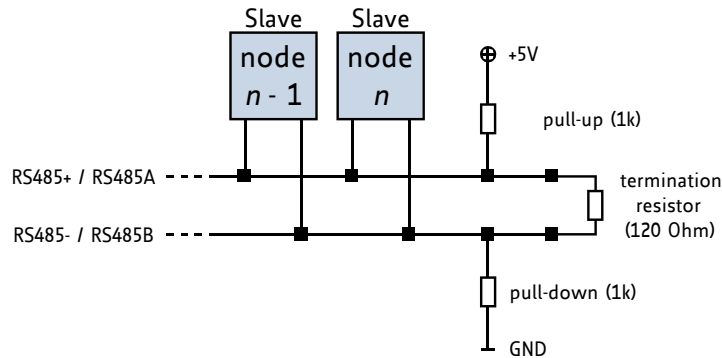 Slave
Slave
node
n - 1
node
n
+5V
pull-up (1k)
RS485+ / RS485A
termination
resistor
(120 Ohm)
RS485- / RS485B
pull-down (1k)
GND